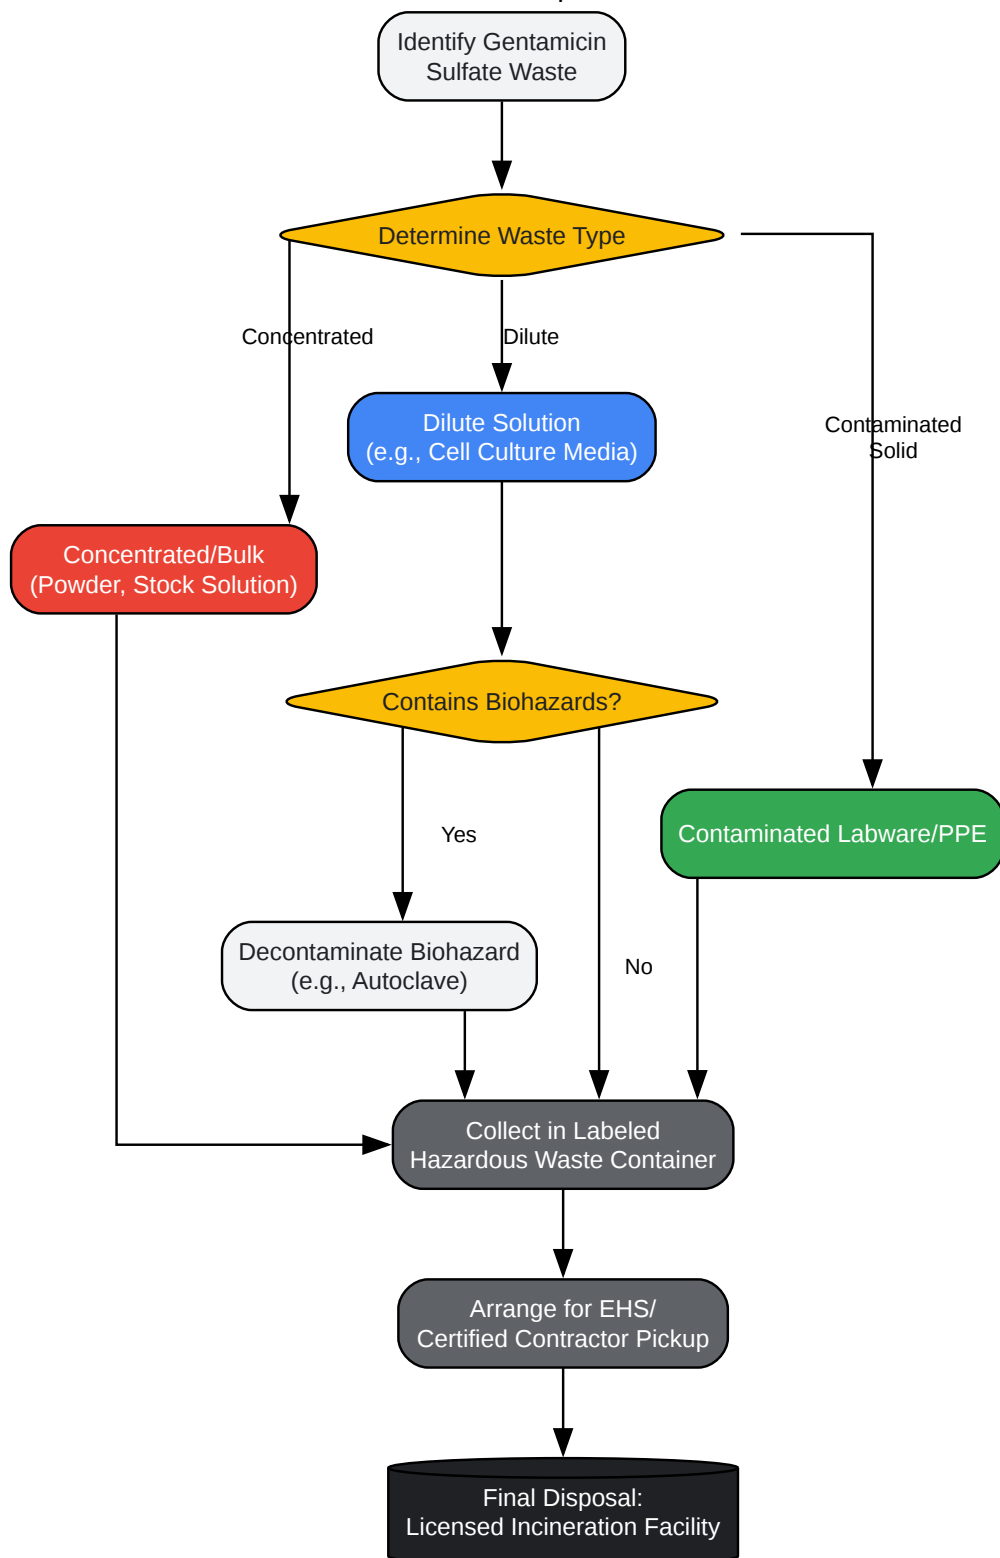 Identify Gentamicin
Sulfate Waste
Determine Waste Type
Concentrated
Dilute
Contaminated
Solid
Dilute Solution
(e.g., Cell Culture Media)
Concentrated/Bulk
(Powder, Stock Solution)
Contains Biohazards?
Yes
Contaminated Labware/PPE
Decontaminate Biohazard
(e.g., Autoclave)
No
Collect in Labeled
Hazardous Waste Container
Arrange for EHS/
Certified Contractor Pickup
Final Disposal:
Licensed Incineration Facility